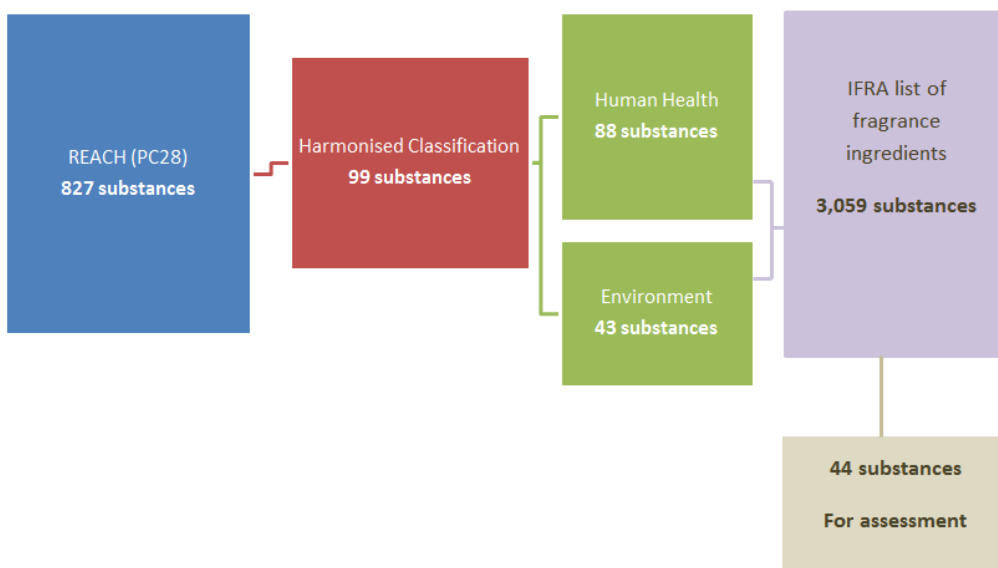 REACH (PC28)
827 substances
Harmonised Classification
99 substances
Human Health
88 substances
Environment
43 substances
IFRA list of
fragrance
ingredients
3,059 substances
44 substances
For assessment